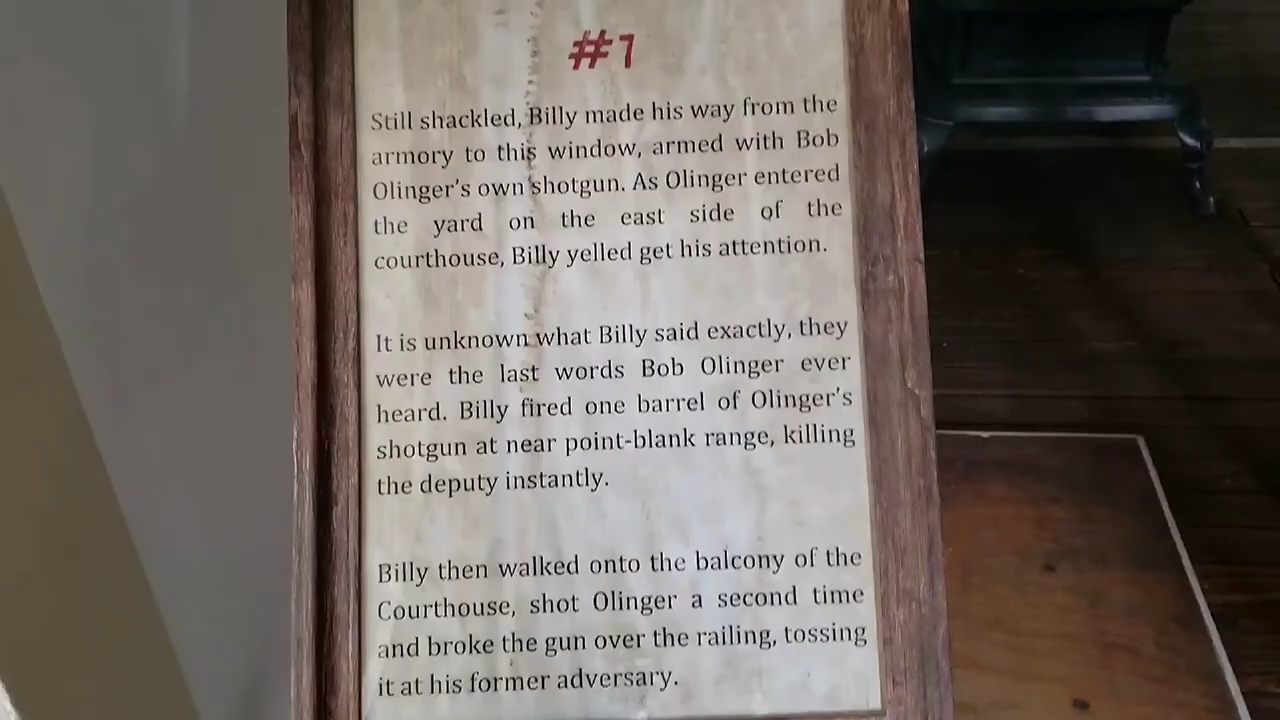 #7
Still shackled, Billy made his way from the
armory to this window, armed with Bob
Olinger's own shotgun. As Olinger entered
the yard on the east side of the
courthouse, Billy yelled get his attention.
It is unknown what Billy said exactly, they
were the last words Bob Olinger ever
heard. Billy fired one barrel of Olinger's
shotgun at near point-blank range, killing
the deputy instantly.
Billy then walked onto the balcony of the
Courthouse, shot Olinger a second time
and broke the gun over the railing, tossing
it at his former adversary.